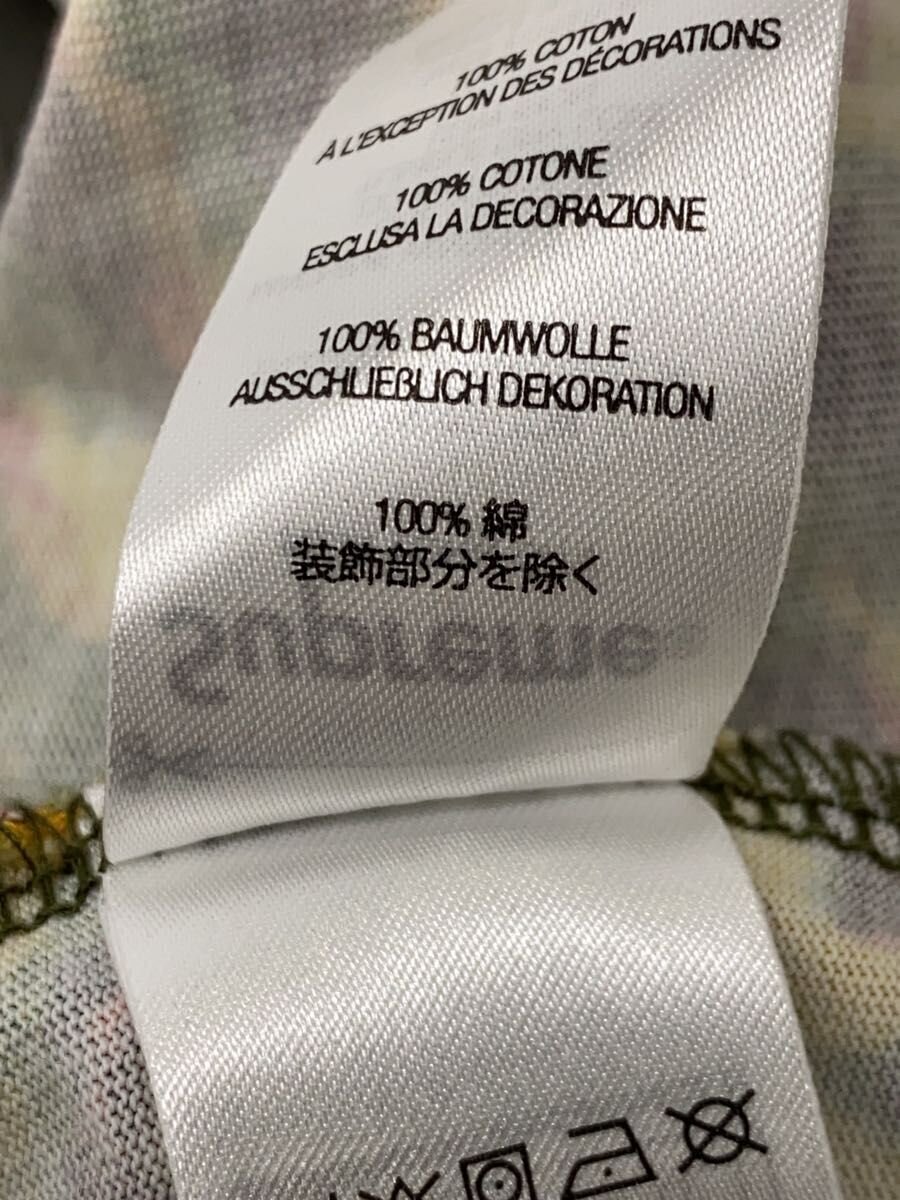 100% COTON
A L'EXCEPTION DES DÉCORATIONS
100% COTONE
ESCLUSA LA DECORAZIONE
100% BAUMWOLLE
AUSSCHLIEßLICH DEKORATION
100% 綿
装飾部分を除く
Supreme